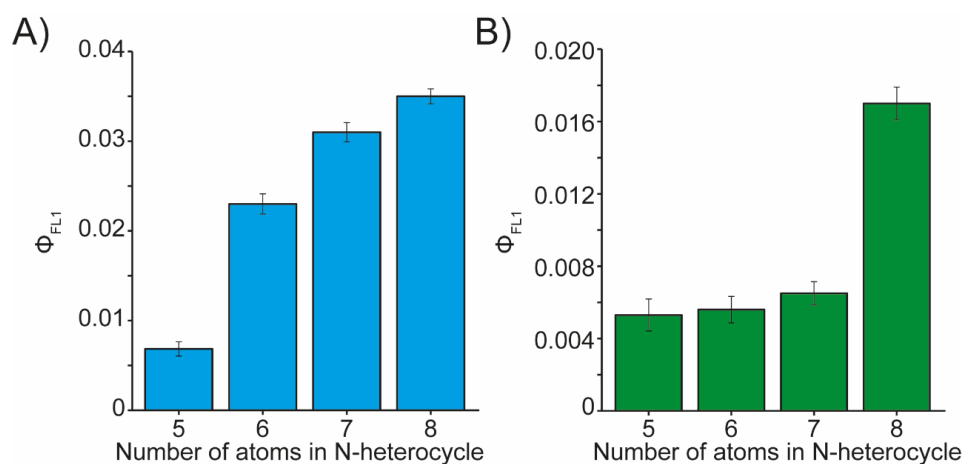 A)
0.04
0.03
0.02
0.01
0
Φ_FL1
5 6 7 8
Number of atoms in N-heterocycle
B)
0.020
0.016
0.012
0.008
0.004
0
Φ_FL1
5 6 7 8
Number of atoms in N-heterocycle